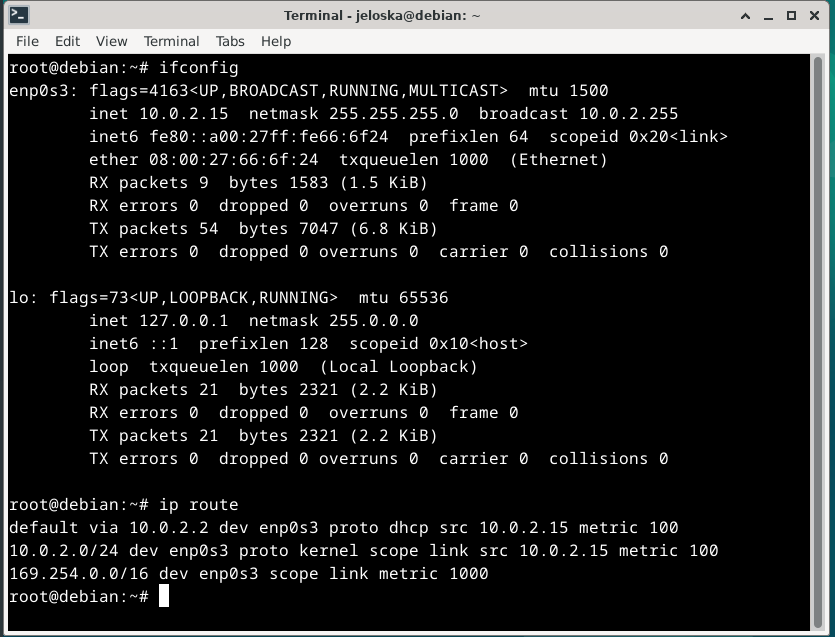 Terminal - jeloska@debian: ~
File Edit View Terminal Tabs Help
root@debian:~# ifconfig
enp0s3: flags=4163<UP,BROADCAST,RUNNING,MULTICAST>  mtu 1500
        inet 10.0.2.15  netmask 255.255.255.0  broadcast 10.0.2.255
        inet6 fe80::a00:27ff:fe66:6f24  prefixlen 64  scopeid 0x20<link>
        ether 08:00:27:66:6f:24  txqueuelen 1000  (Ethernet)
        RX packets 9  bytes 1583 (1.5 KiB)
        RX errors 0  dropped 0  overruns 0  frame 0
        TX packets 54  bytes 7047 (6.8 KiB)
        TX errors 0  dropped 0 overruns 0  carrier 0  collisions 0

lo: flags=73<UP,LOOPBACK,RUNNING>  mtu 65536
        inet 127.0.0.1  netmask 255.0.0.0
        inet6 ::1  prefixlen 128  scopeid 0x10<host>
        loop  txqueuelen 1000  (Local Loopback)
        RX packets 21  bytes 2321 (2.2 KiB)
        RX errors 0  dropped 0  overruns 0  frame 0
        TX packets 21  bytes 2321 (2.2 KiB)
        TX errors 0  dropped 0 overruns 0  carrier 0  collisions 0

root@debian:~# ip route
default via 10.0.2.2 dev enp0s3 proto dhcp src 10.0.2.15 metric 100
10.0.2.0/24 dev enp0s3 proto kernel scope link src 10.0.2.15 metric 100
169.254.0.0/16 dev enp0s3 scope link metric 1000
root@debian:~#